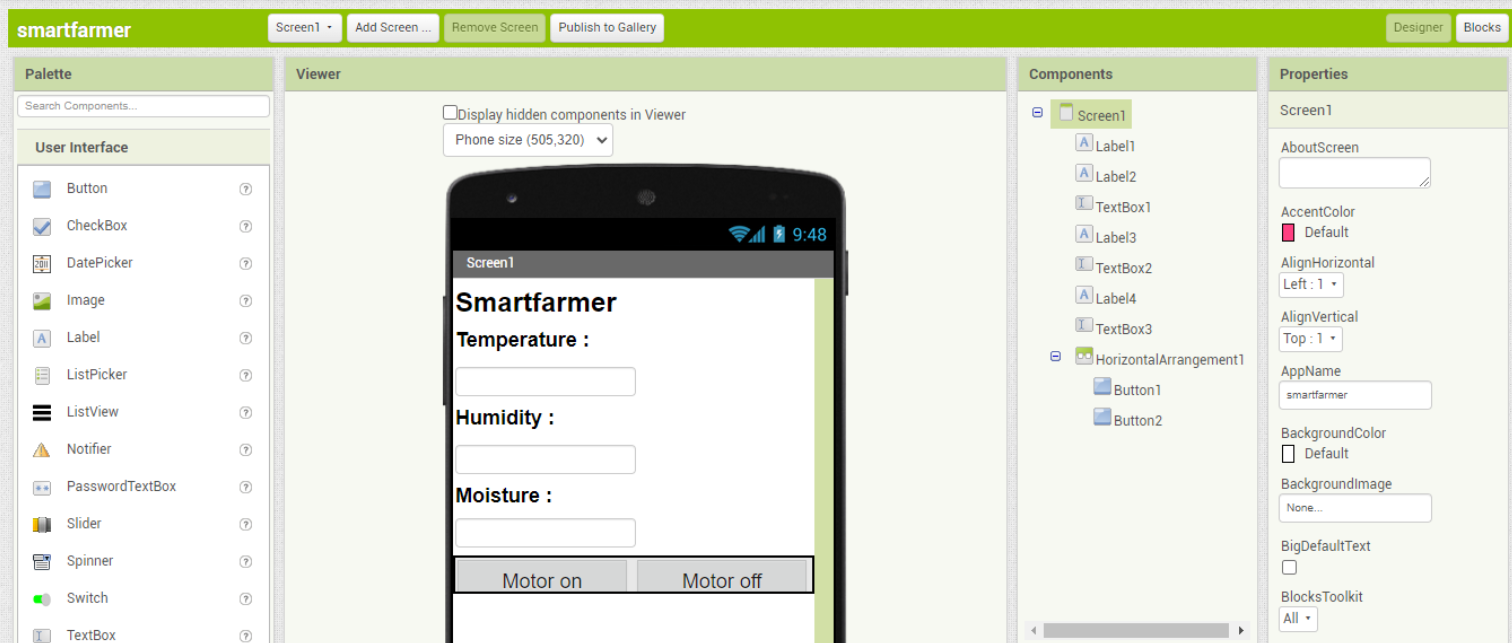 smartfarmer
Screen1
Add Screen ...
Remove Screen
Publish to Gallery
Designer
Blocks
Palette
Search Components...
User Interface
Button
CheckBox
DatePicker
Image
Label
ListPicker
ListView
Notifier
PasswordTextBox
Slider
Spinner
Switch
TextBox
Viewer
Display hidden components in Viewer
Phone size (505,320)
9:48
Screen1
Smartfarmer
Temperature :
Humidity :
Moisture :
Motor on
Motor off
Components
Screen1
Label1
Label2
TextBox1
Label3
TextBox2
Label4
TextBox3
HorizontalArrangement1
Button1
Button2
Properties
Screen1
AboutScreen
AccentColor
Default
AlignHorizontal
Left : 1
AlignVertical
Top : 1
AppName
smartfarmer
BackgroundColor
Default
BackgroundImage
None...
BigDefaultText
BlocksToolkit
All